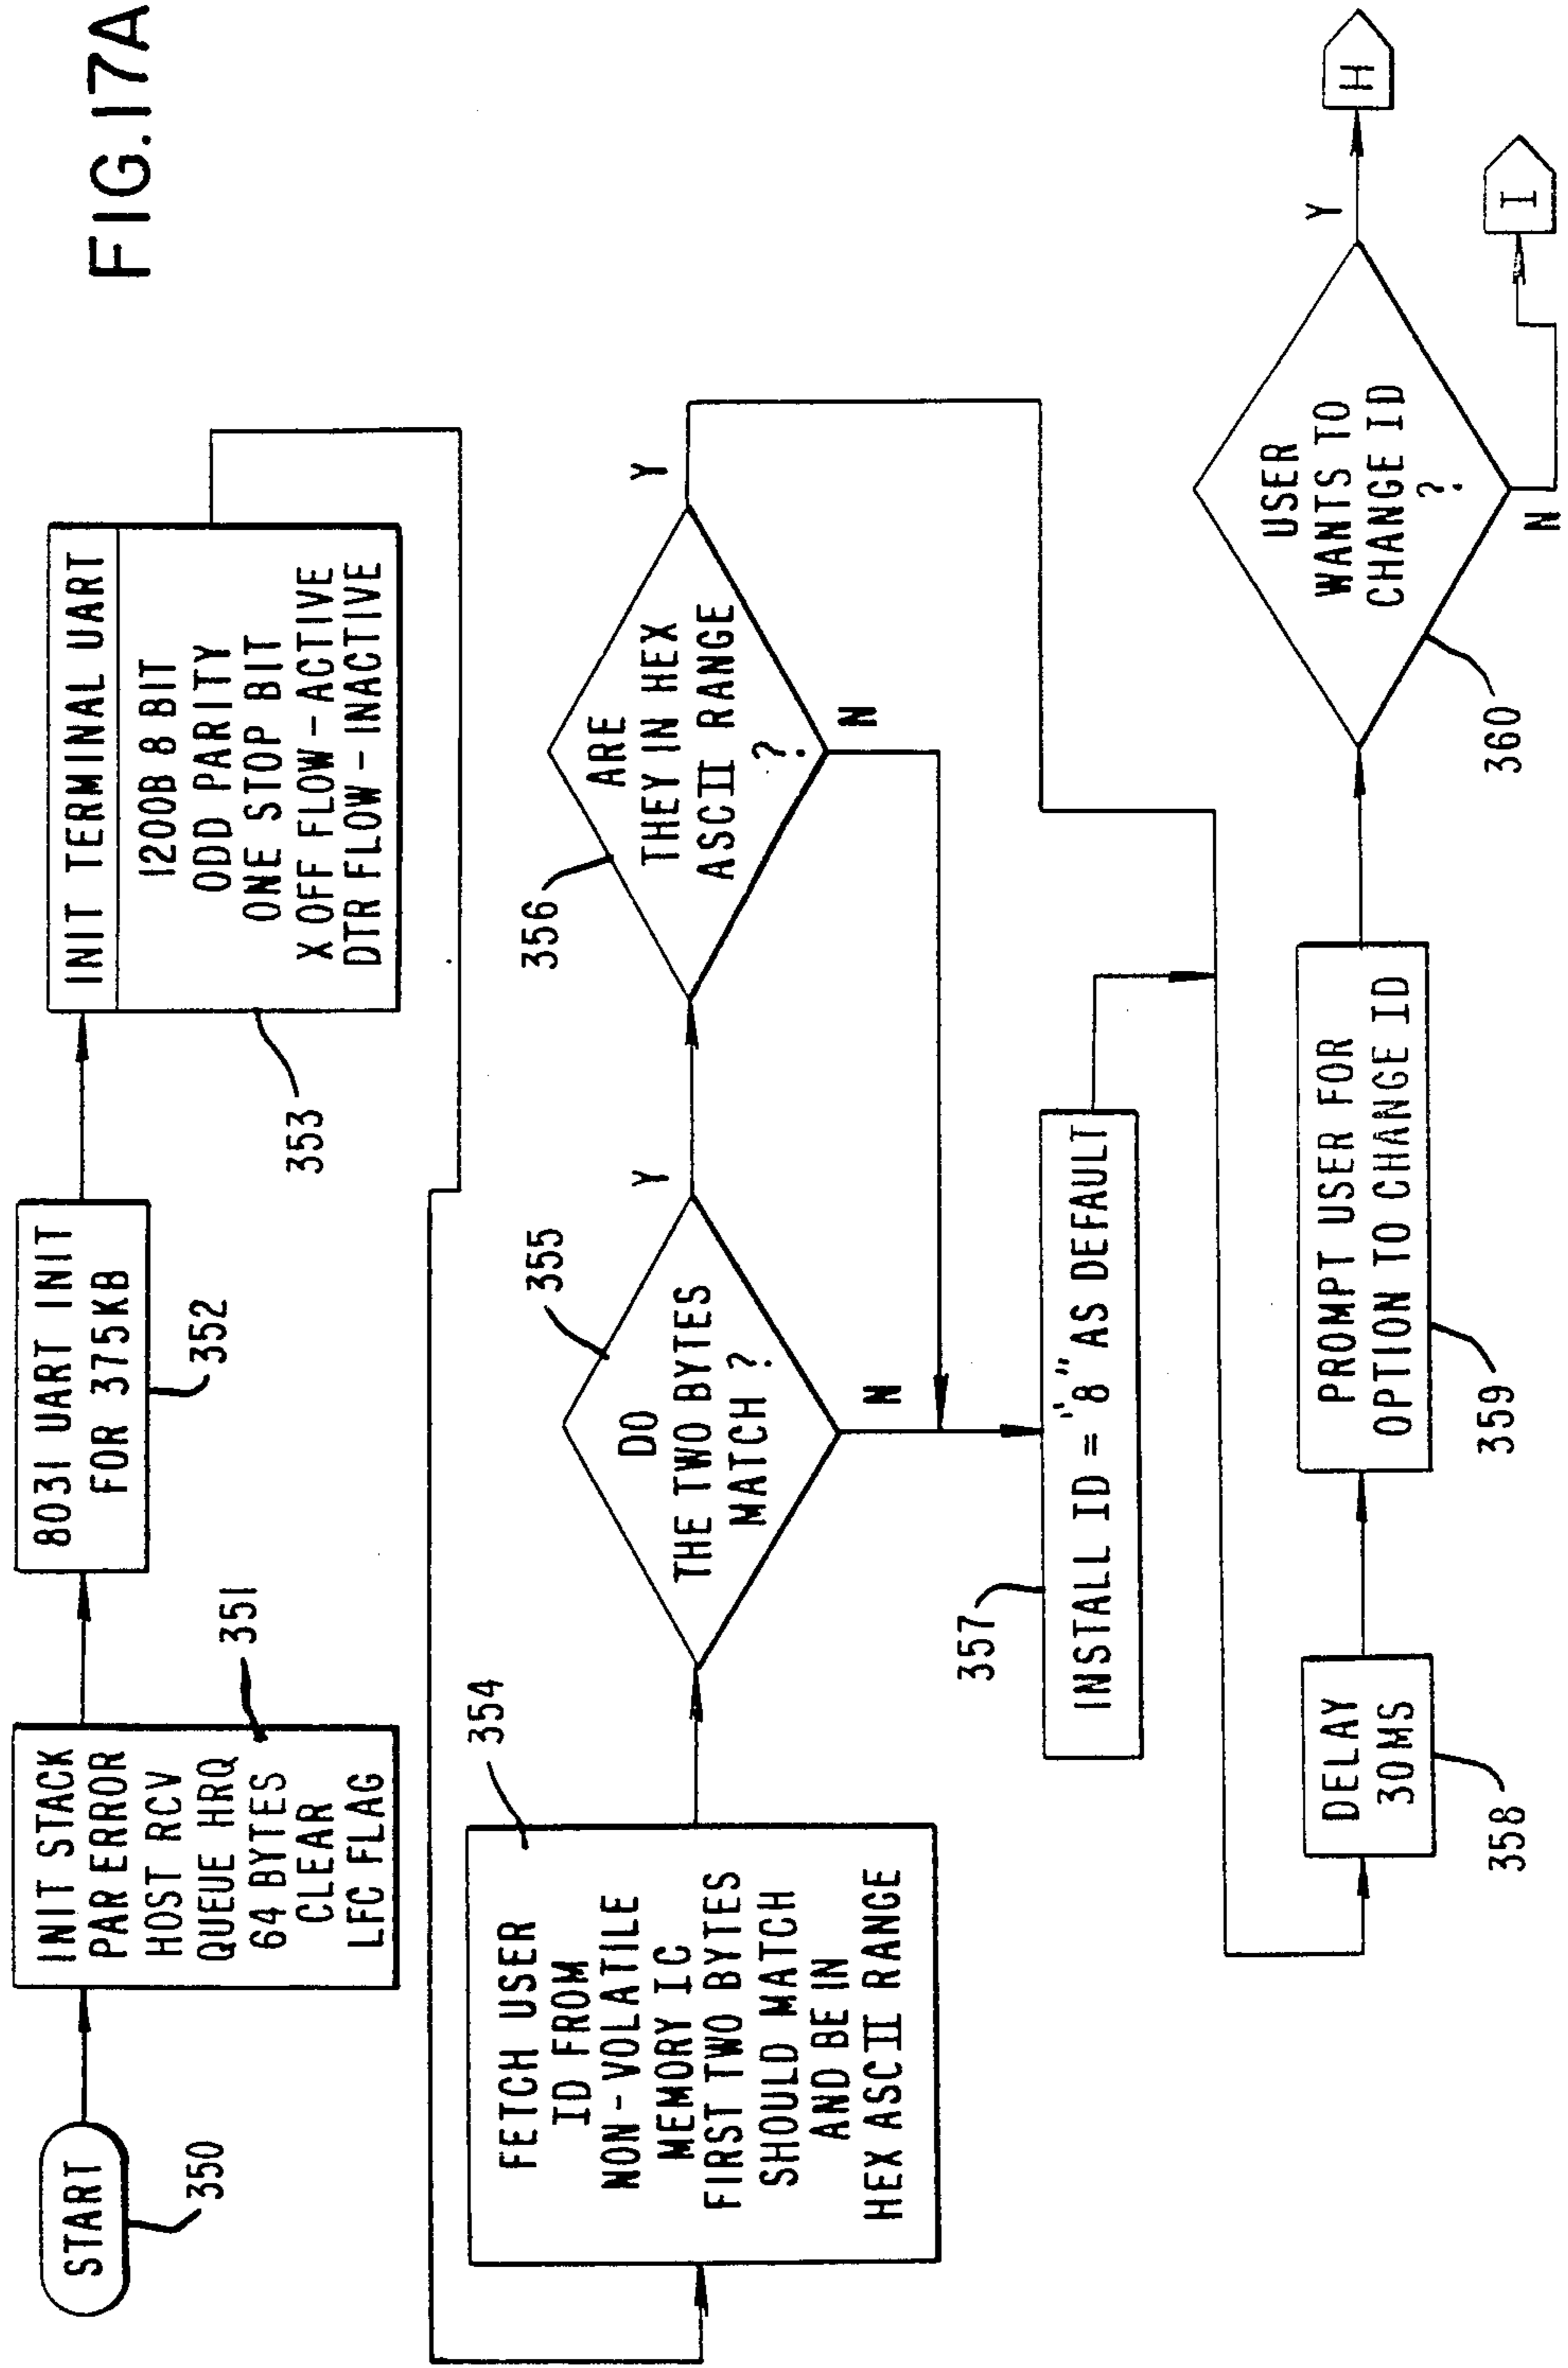 FIG.17A
START
350
INIT STACK
PAR ERROR
HOST RCV
QUEUE HRQ
64 BYTES
CLEAR
LFC FLAG
351
8031 UART INIT
FOR 375KB
352
INIT TERMINAL UART
1200B 8 BIT
ODD PARITY
ONE STOP BIT
X OFF FLOW-ACTIVE
DTR FLOW-INACTIVE
353
FETCH USER
ID FROM
NON-VOLATILE
MEMORY IC
FIRST TWO BYTES
SHOULD MATCH
AND BE IN
HEX ASCII RANGE
354
DO
THE TWO BYTES
MATCH ?
355
Y
N
ARE
THEY IN HEX
ASCII RANGE
?
356
Y
N
INSTALL ID = "8" AS DEFAULT
357
DELAY
30MS
358
PROMPT USER FOR
OPTION TO CHANGE ID
359
USER
WANTS TO
CHANGE ID
?
360
Y
H
N
I